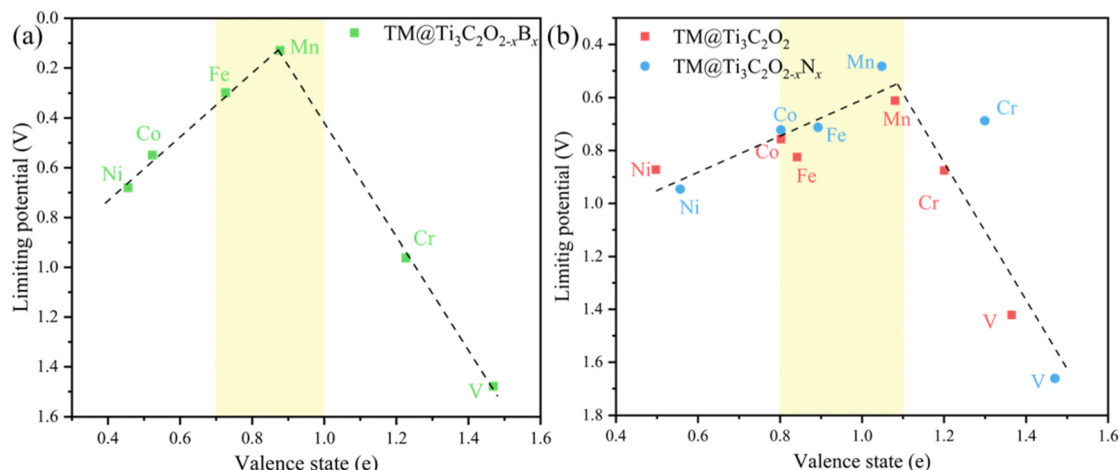 (a)
TM@Ti₃C₂O₂₋ₓBₓ
Limiting potential (V)
0.0
0.2
0.4
0.6
0.8
1.0
1.2
1.4
1.6
Mn
Fe
Co
Ni
Cr
V
0.4 0.6 0.8 1.0 1.2 1.4 1.6
Valence state (e)
(b)
TM@Ti₃C₂O₂
TM@Ti₃C₂O₂₋ₓNₓ
Limitig potential (V)
0.4
0.6
0.8
1.0
1.2
1.4
1.6
1.8
Mn
Cr
Co
Fe
Mn
Co
Fe
Ni
Ni
Cr
V
V
0.4 0.6 0.8 1.0 1.2 1.4 1.6
Valence state (e)